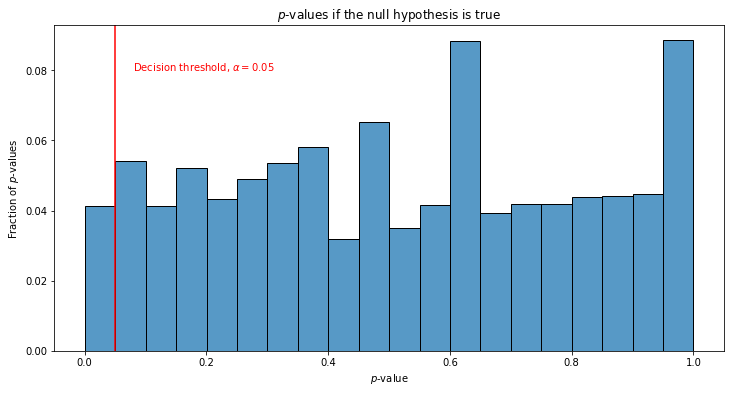 p-values if the null hypothesis is true
Decision threshold, α = 0.05
Fraction of p-values
0.08
0.06
0.04
0.02
0.00
0.0 0.2 0.4 0.6 0.8 1.0
p-value